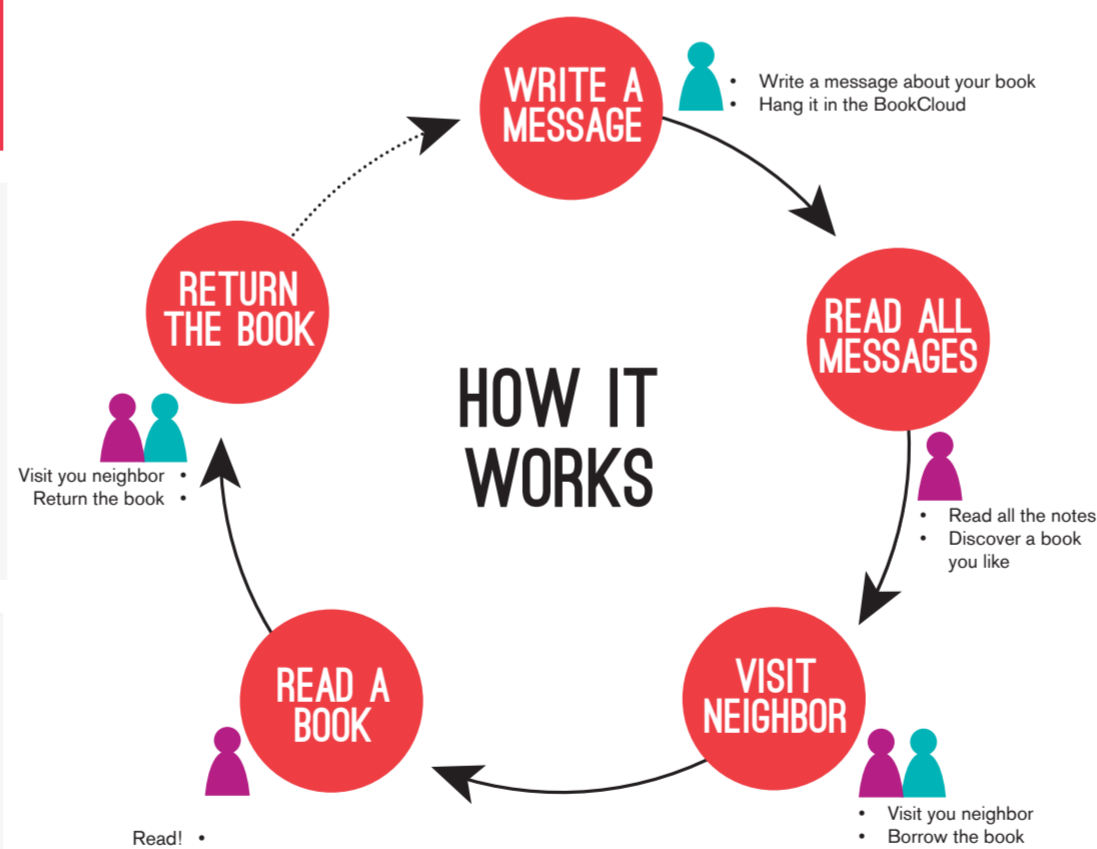 WRITE A
MESSAGE
• Write a message about your book
• Hang it in the BookCloud
READ ALL
MESSAGES
• Read all the notes
• Discover a book
you like
VISIT
NEIGHBOR
• Visit you neighbor
• Borrow the book
READ A
BOOK
Read! •
RETURN
THE BOOK
Visit you neighbor •
Return the book •
HOW IT
WORKS